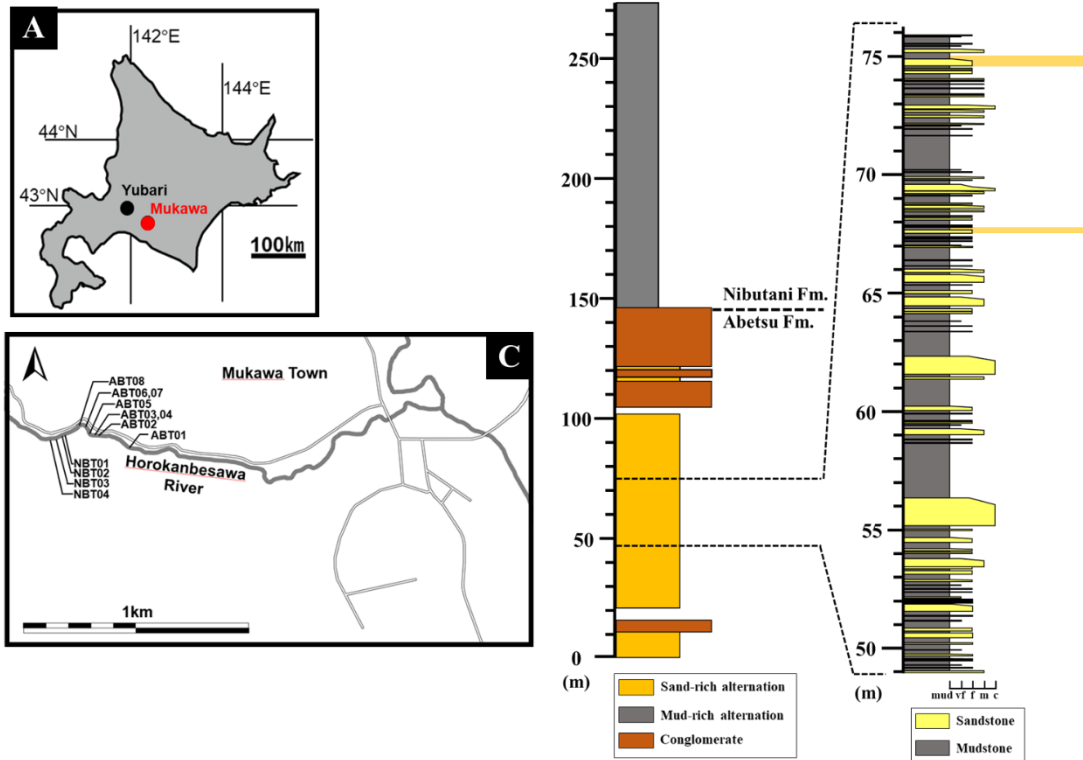 A
142°E
144°E
44°N
43°N
Yubari
Mukawa
100km
C
Mukawa Town
ABT08
ABT06,07
ABT05
ABT03,04
ABT02
ABT01
NBT01
NBT02
NBT03
NBT04
Horokanbesawa
River
1km
250
200
150
100
50
0
(m)
Nibutani Fm.
Abetsu Fm.
Sand-rich alternation
Mud-rich alternation
Conglomerate
75
70
65
60
55
50
(m)
mud vf f m c
Sandstone
Mudstone